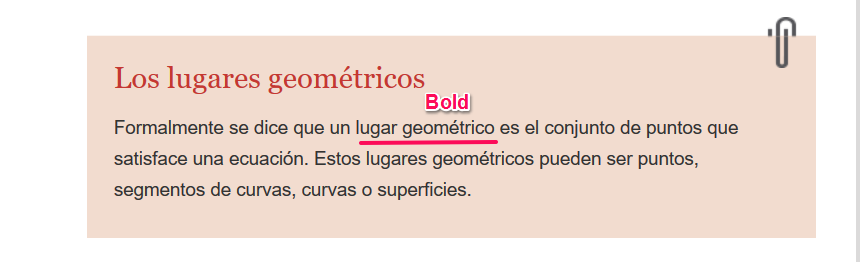 Los lugares geométricos
Bold
Formalmente se dice que un lugar geométrico es el conjunto de puntos que
satisface una ecuación. Estos lugares geométricos pueden ser puntos,
segmentos de curvas, curvas o superficies.